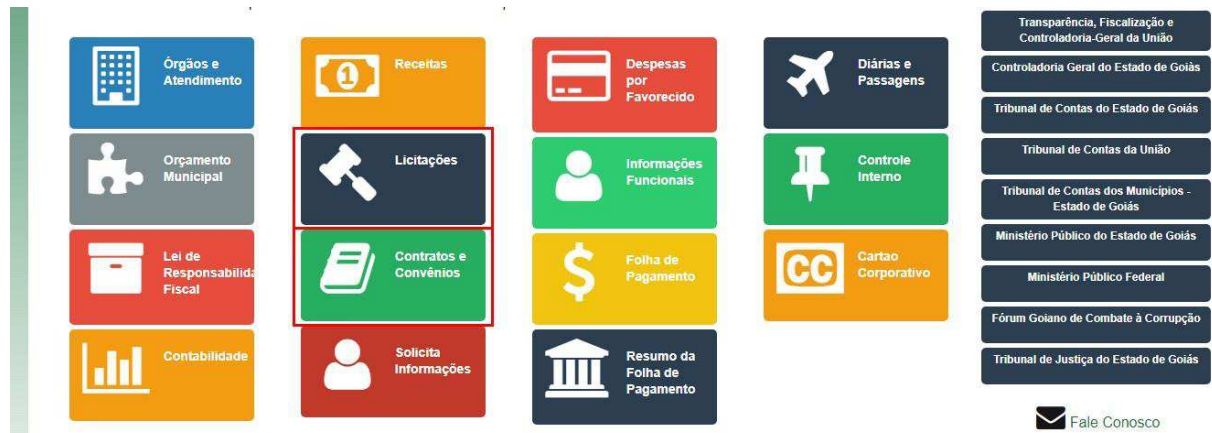 Órgãos e
Atendimento
Receitas
Despesas
por
Favorecido
Diárias e
Passagens
Orçamento
Municipal
Licitações
Informações
Funcionais
Controle
Interno
Lei de
Responsabilida
Fiscal
Contratos e
Convênios
Folha de
Pagamento
CC
Cartao
Corporativo
Contabilidade
Solicita
Informações
Resumo da
Folha de
Pagamento
Transparência, Fiscalização e
Controladoria-Geral da União
Controladoria Geral do Estado de Goiás
Tribunal de Contas do Estado de Goiás
Tribunal de Contas da União
Tribunal de Contas dos Municípios -
Estado de Goiás
Ministério Público do Estado de Goiás
Ministério Público Federal
Fórum Goiano de Combate à Corrupção
Tribunal de Justiça do Estado de Goiás
Fale Conosco